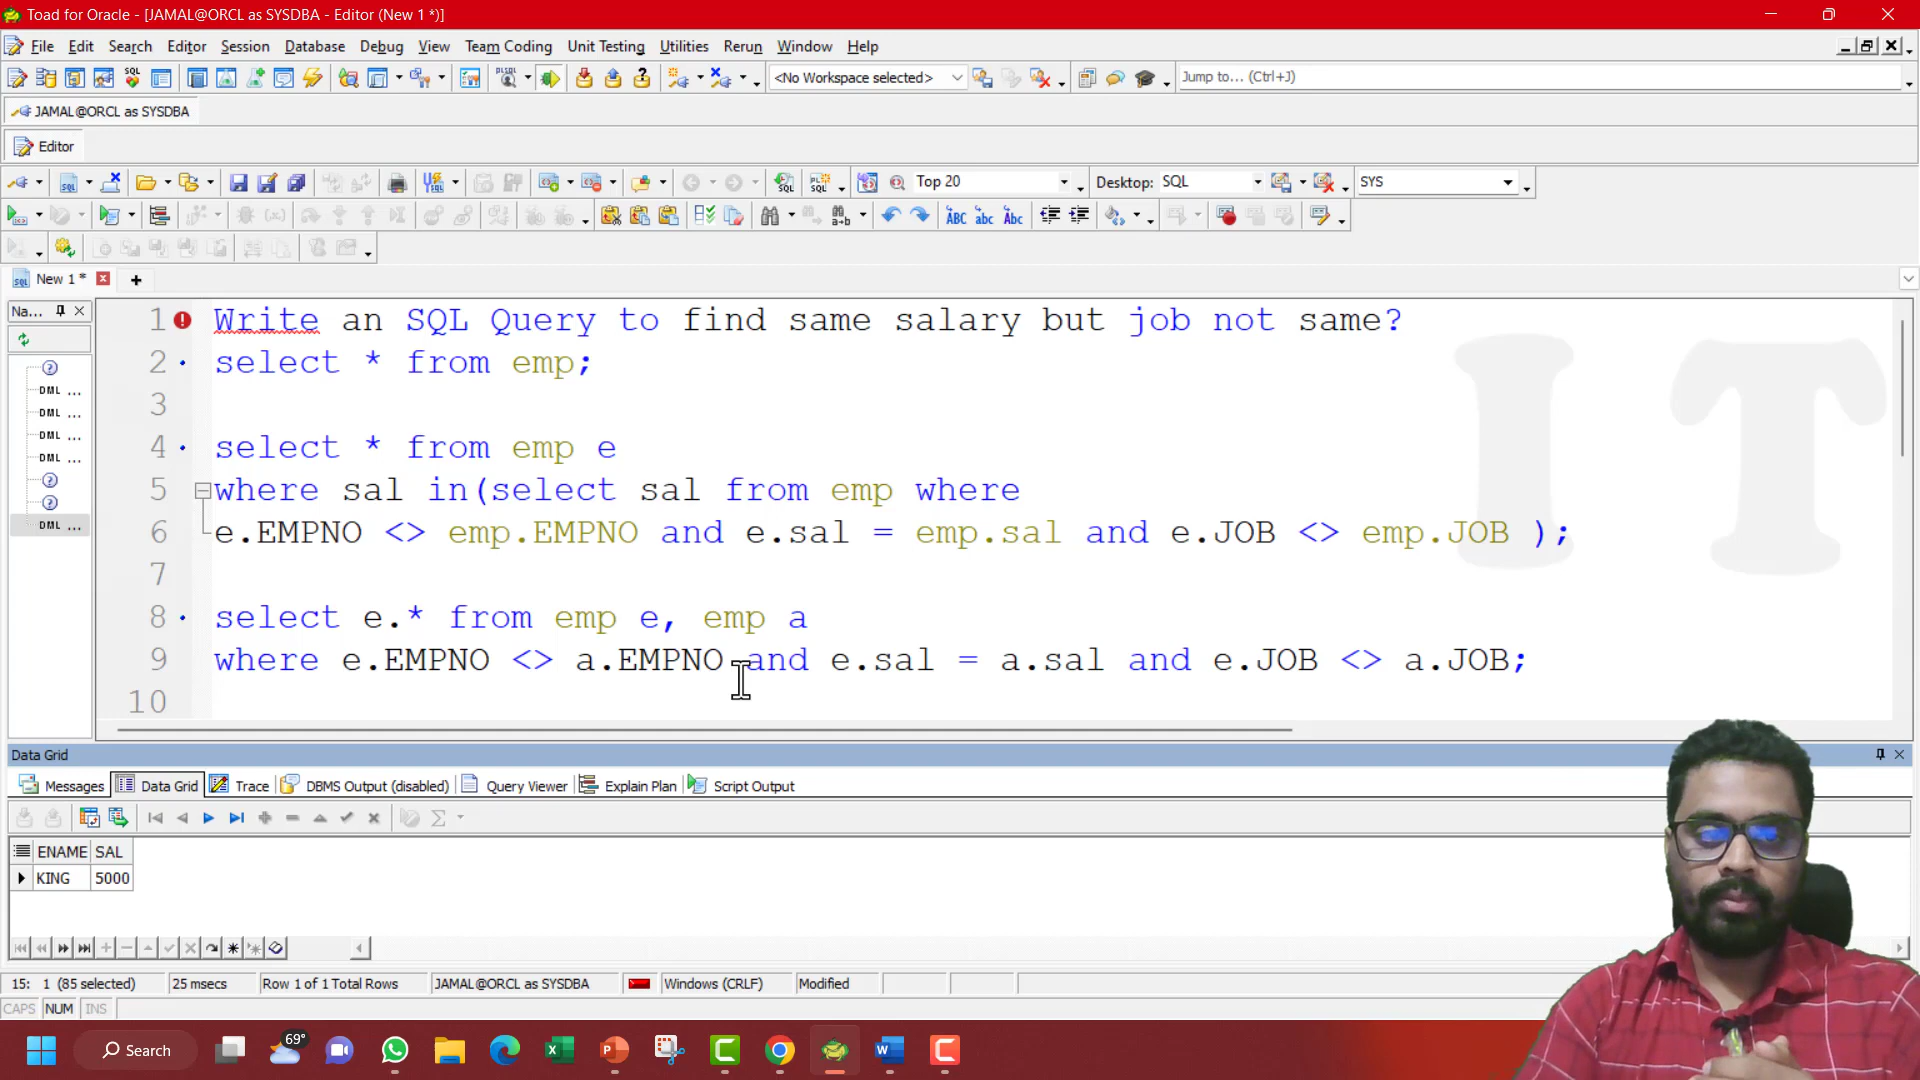 Toad for Oracle - [JAMAL@ORCL as SYSDBA - Editor (New 1 *)]
File Edit Search Editor Session Database Debug View Team Coding Unit Testing Utilities Rerun Window Help
<No Workspace selected> Jump to... (Ctrl+J)
JAMAL@ORCL as SYSDBA
Editor
Top 20 Desktop: SQL SYS
New 1 *
Na...
1 Write an SQL Query to find same salary but job not same?
2 select * from emp;
3
4 select * from emp e
5 where sal in(select sal from emp where
6 e.EMPNO <> emp.EMPNO and e.sal = emp.sal and e.JOB <> emp.JOB );
7
8 select e.* from emp e, emp a
9 where e.EMPNO <> a.EMPNO and e.sal = a.sal and e.JOB <> a.JOB;
10
DML ...
DML ...
DML ...
DML ...
DML ...
I T
Data Grid
Messages Data Grid Trace DBMS Output (disabled) Query Viewer Explain Plan Script Output
ENAME SAL
KING 5000
15: 1 (85 selected) 25 msecs Row 1 of 1 Total Rows JAMAL@ORCL as SYSDBA Windows (CRLF) Modified
CAPS NUM INS
Search 69°